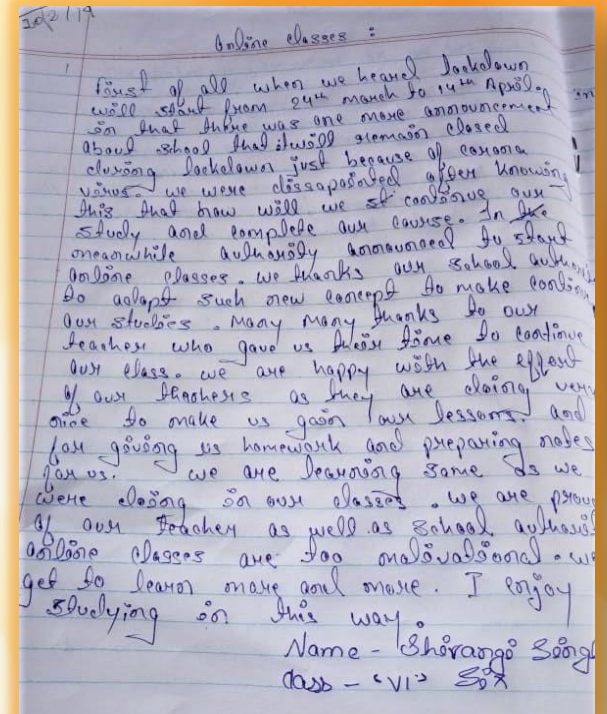 Online classes :
First of all when we heard lockdown
will start from 24th march to 14th April.
in that there was one more announcement
about school that it will remain closed
during lockdown just because of corona
virus. we were dissapointed after knowing
this that how will we st continue our
study and complete our course. In the
meanwhile authority announced to start
online classes. we thanks our school
to adapt such new concept to make
our studies. Many many thanks to our
teacher who gave us their time to continue
our class. we are happy with the effort
of our teachers as they are doing very
nice to make us gain our lessons. and
for giving us homework and preparing notes
for us. we are learning same as we
were doing in our classes. we are
of our teacher as well as school
online classes are too motivational. we
get to learn more and more. I enjoy
studying in this way.
Name - Shivangi
class - "VI" Six